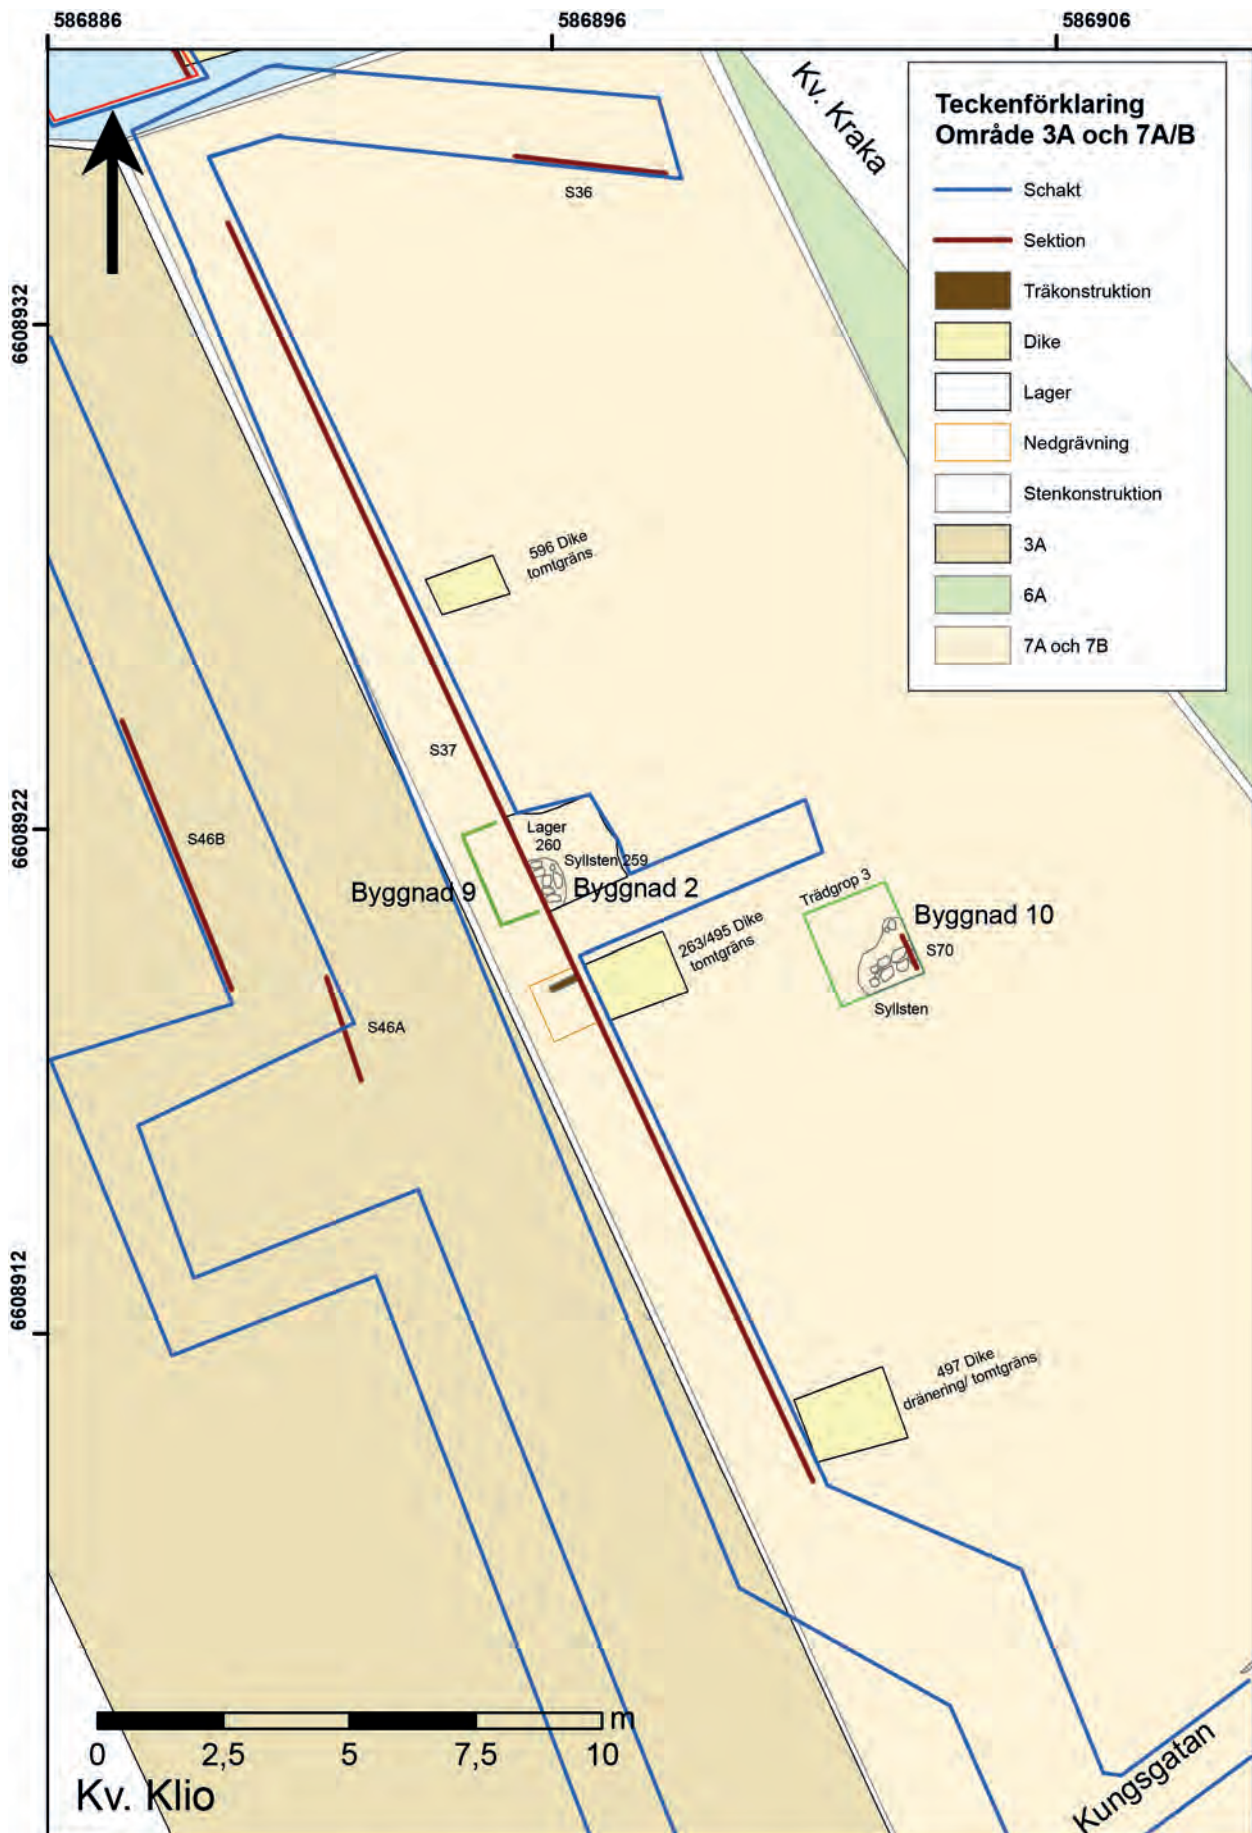 586886
586896
586906
6608932
6608922
6608912
Kv. Kraka
Teckenförklaring
Område 3A och 7A/B
Schakt
Sektion
Träkonstruktion
Dike
Lager
Nedgrävning
Stenkonstruktion
3A
6A
7A och 7B
S36
596 Dike
tomtgräns
S37
S46B
Lager
260
Syllsten 259
Byggnad 9
Byggnad 2
Trädgrop 3
Byggnad 10
S70
Syllsten
263/495 Dike
tomtgräns
S46A
497 Dike
dränering/ tomtgräns
m
0
2,5
5
7,5
10
Kv. Klio
Kungsgatan